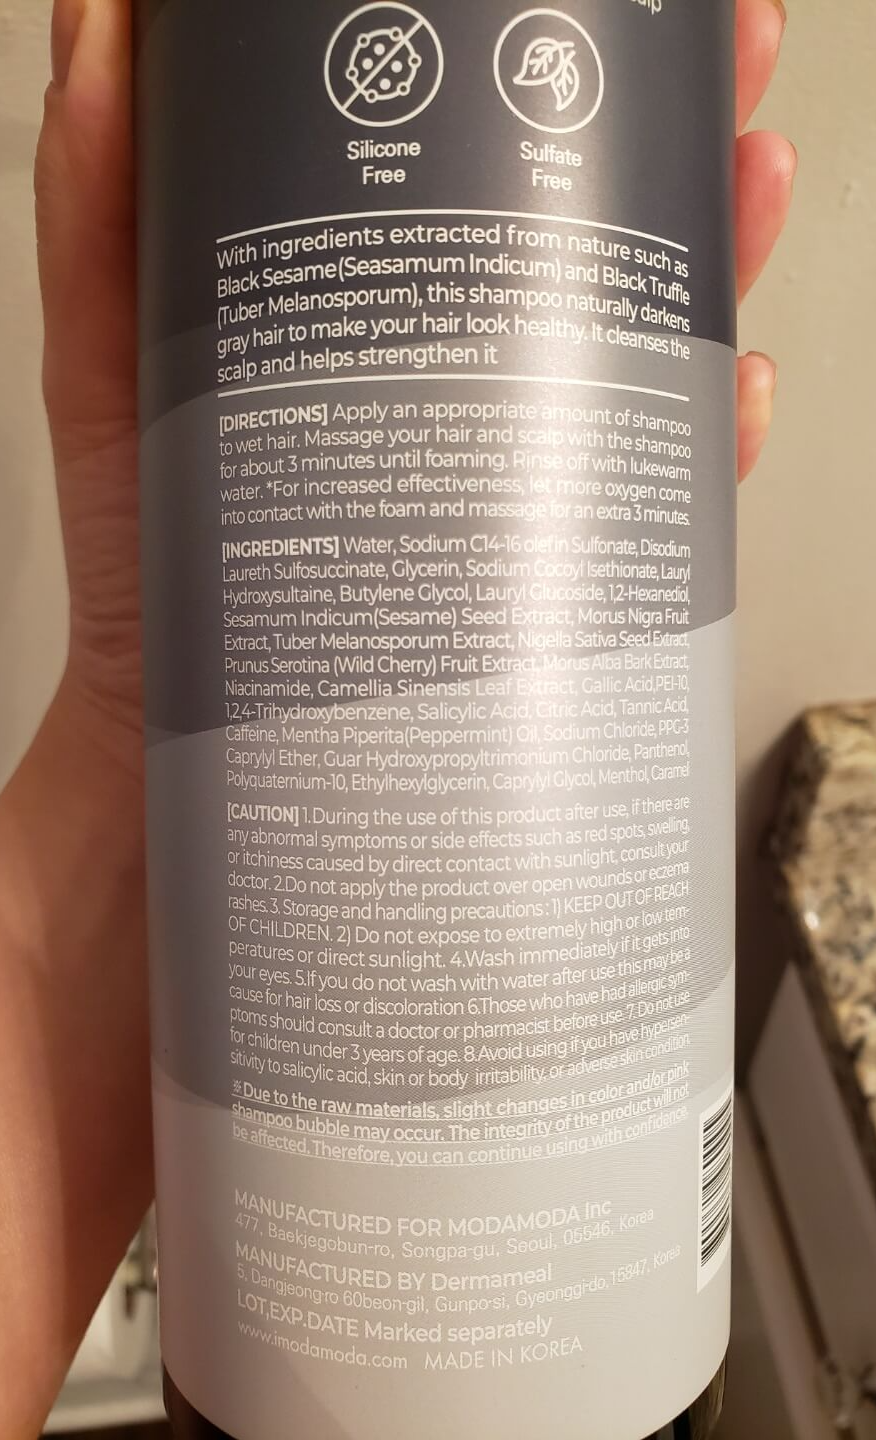 Silicone
Free
Sulfate
Free
With ingredients extracted from nature such as
Black Sesame(Seasamum Indicum) and Black Truffle
(Tuber Melanosporum), this shampoo naturally darkens
gray hair to make your hair look healthy. It cleanses the
scalp and helps strengthen it
[DIRECTIONS] Apply an appropriate amount of shampoo
to wet hair. Massage your hair and scalp with the shampoo
for about 3 minutes until foaming. Rinse off with lukewarm
water. *For increased effectiveness, let more oxygen come
into contact with the foam and massage for an extra 3 minutes.
[INGREDIENTS] Water, Sodium C14-16 olefin Sulfonate, Disodium
Laureth Sulfosuccinate, Glycerin, Sodium Cocoyl Isethionate, Lauryl
Hydroxysultaine, Butylene Glycol, Lauryl Glucoside, 1,2-Hexanediol,
Sesamum Indicum(Sesame) Seed Extract, Morus Nigra Fruit
Extract, Tuber Melanosporum Extract, Nigella Sativa Seed Extract,
Prunus Serotina (Wild Cherry) Fruit Extract, Morus Alba Bark Extract,
Niacinamide, Camellia Sinensis Leaf Extract, Gallic Acid,PEI-10,
1,2,4-Trihydroxybenzene, Salicylic Acid, Citric Acid, Tannic Acid,
Caffeine, Mentha Piperita(Peppermint) Oil, Sodium Chloride, PPG-3
Caprylyl Ether, Guar Hydroxypropyltrimonium Chloride, Panthenol,
Polyquaternium-10, Ethylhexylglycerin, Caprylyl Glycol, Menthol, Caramel
[CAUTION] 1.During the use of this product after use, if there are
any abnormal symptoms or side effects such as red spots, swelling,
or itchiness caused by direct contact with sunlight, consult your
doctor. 2.Do not apply the product over open wounds or eczema
rashes. 3. Storage and handling precautions : 1) KEEP OUT OF REACH
OF CHILDREN. 2) Do not expose to extremely high or low tem
peratures or direct sunlight. 4.Wash immediately if it gets into
your eyes. 5.If you do not wash with water after use this may be a
cause for hair loss or discoloration 6.Those who have had allergic sym-
ptoms should consult a doctor or pharmacist before use. 7. Do not use
for children under 3 years of age. 8.Avoid using if you have hypersen-
sitivity to salicylic acid, skin or body irritability, or adverse skin condition.
※Due to the raw materials, slight changes in color and/or pink
shampoo bubble may occur. The integrity of the product will not
be affected. Therefore, you can continue using with confidence.
MANUFACTURED FOR MODAMODA Inc
477, Baekjegobun-ro, Songpa-gu, Seoul, 05546, Korea
MANUFACTURED BY Dermameal
5, Dangjeong-ro 60beon-gil, Gunpo-si, Gyeonggi-do, 15847, Korea
LOT,EXP.DATE Marked separately
www.imodamoda.com MADE IN KOREA